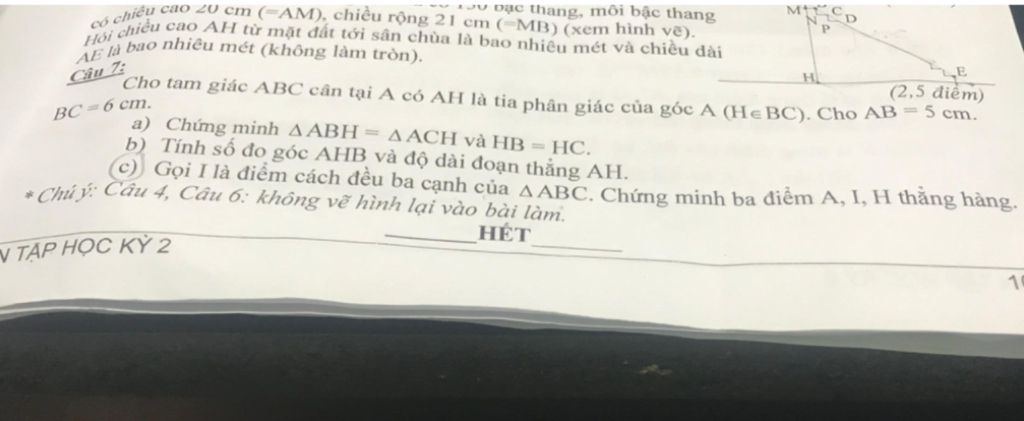 bậc thang, mỗi bậc thang
có chiều cao 20 cm (=AM), chiều rộng 21 cm (=MB) (xem hình vẽ).
Hỏi chiều cao AH từ mặt đất tới sân chùa là bao nhiêu mét và chiều dài
AE là bao nhiêu mét (không làm tròn).
M C
N D
P
E
H
(2,5 điểm)
Câu 7:
Cho tam giác ABC cân tại A có AH là tia phân giác của góc A (H∈BC). Cho AB = 5 cm.
BC = 6 cm.
a) Chứng minh Δ ABH = Δ ACH và HB = HC.
b) Tính số đo góc AHB và độ dài đoạn thẳng AH.
c) Gọi I là điểm cách đều ba cạnh của Δ ABC. Chứng minh ba điểm A, I, H thẳng hàng.
* Chú ý: Câu 4, Câu 6: không vẽ hình lại vào bài làm.
HẾT
TẬP HỌC KỲ 2